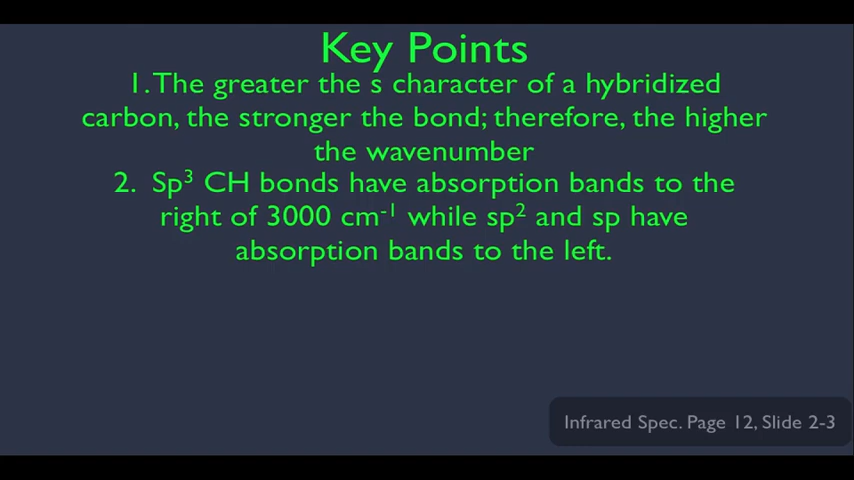 Key Points
1. The greater the s character of a hybridized
carbon, the stronger the bond; therefore, the higher
the wavenumber
2. Sp³ CH bonds have absorption bands to the
right of 3000 cm⁻¹ while sp² and sp have
absorption bands to the left.
Infrared Spec. Page 12, Slide 2-3